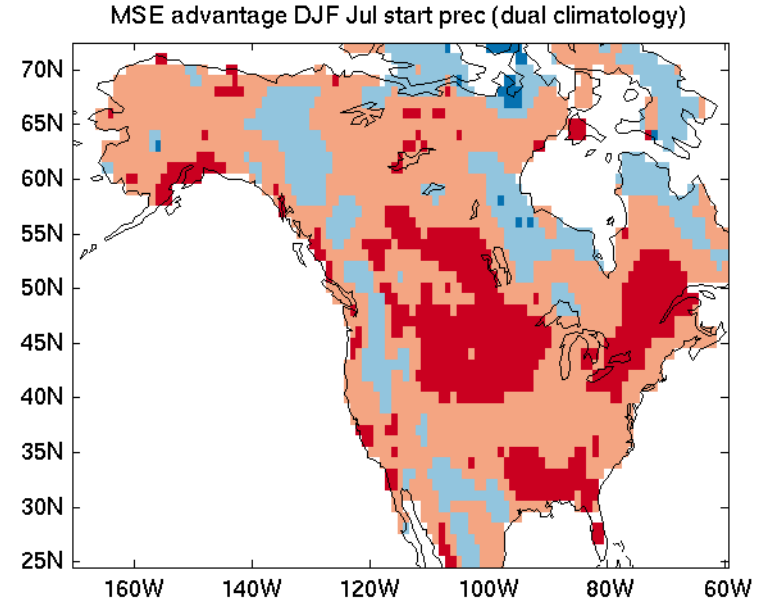 MSE advantage DJF Jul start prec (dual climatology)
70N
65N
60N
55N
50N
45N
40N
35N
30N
25N
160W 140W 120W 100W 80W 60W